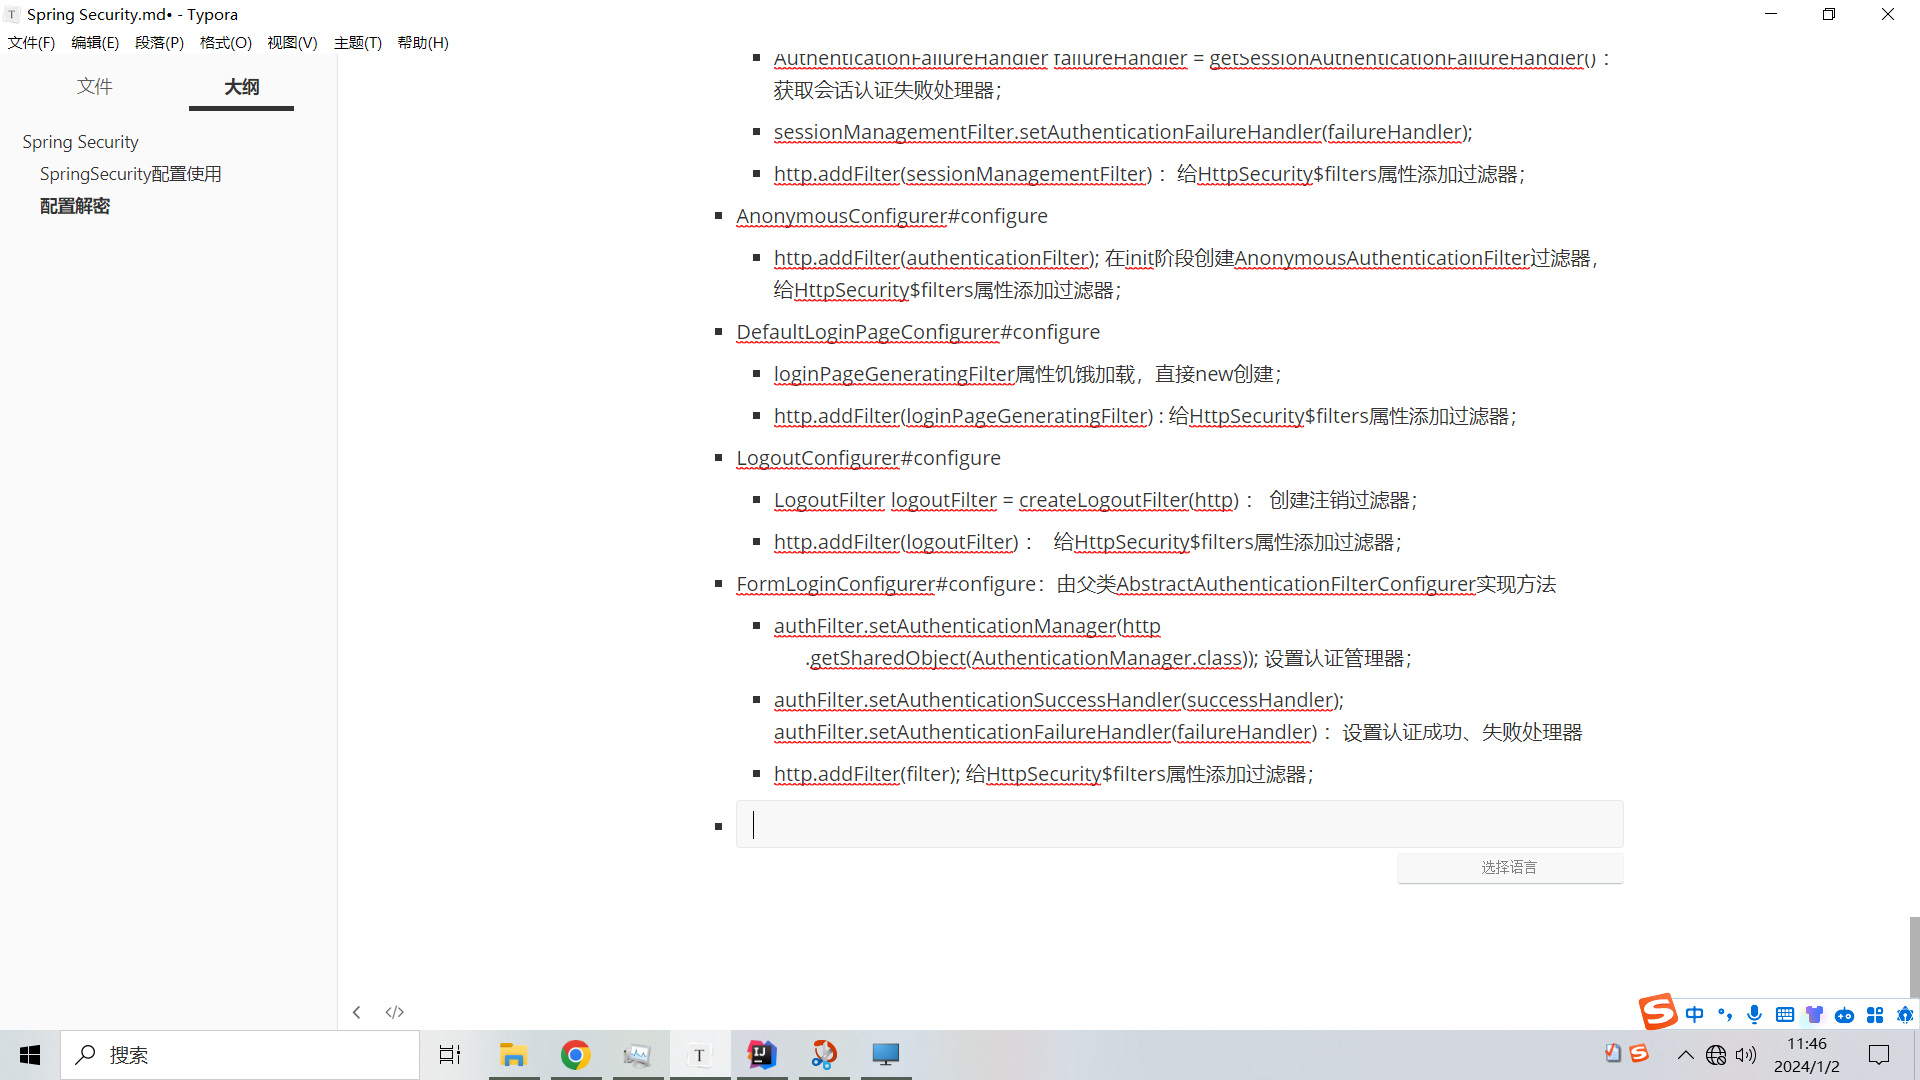 Spring Security.md• - Typora
文件(F) 编辑(E) 段落(P) 格式(O) 视图(V) 主题(T) 帮助(H)
文件 大纲
Spring Security
SpringSecurity配置使用
配置解密
AuthenticationFailureHandler failureHandler = getSessionAuthenticationFailureHandler() ：
获取会话认证失败处理器；
sessionManagementFilter.setAuthenticationFailureHandler(failureHandler);
http.addFilter(sessionManagementFilter) ： 给HttpSecurity$filters属性添加过滤器；
AnonymousConfigurer#configure
http.addFilter(authenticationFilter); 在init阶段创建AnonymousAuthenticationFilter过滤器，
给HttpSecurity$filters属性添加过滤器；
DefaultLoginPageConfigurer#configure
loginPageGeneratingFilter属性饥饿加载，直接new创建；
http.addFilter(loginPageGeneratingFilter) : 给HttpSecurity$filters属性添加过滤器；
LogoutConfigurer#configure
LogoutFilter logoutFilter = createLogoutFilter(http) ： 创建注销过滤器；
http.addFilter(logoutFilter) ： 给HttpSecurity$filters属性添加过滤器；
FormLoginConfigurer#configure：由父类AbstractAuthenticationFilterConfigurer实现方法
authFilter.setAuthenticationManager(http
.getSharedObject(AuthenticationManager.class)); 设置认证管理器；
authFilter.setAuthenticationSuccessHandler(successHandler);
authFilter.setAuthenticationFailureHandler(failureHandler) ： 设置认证成功、失败处理器
http.addFilter(filter); 给HttpSecurity$filters属性添加过滤器；
选择语言
中
搜索
11:46
2024/1/2